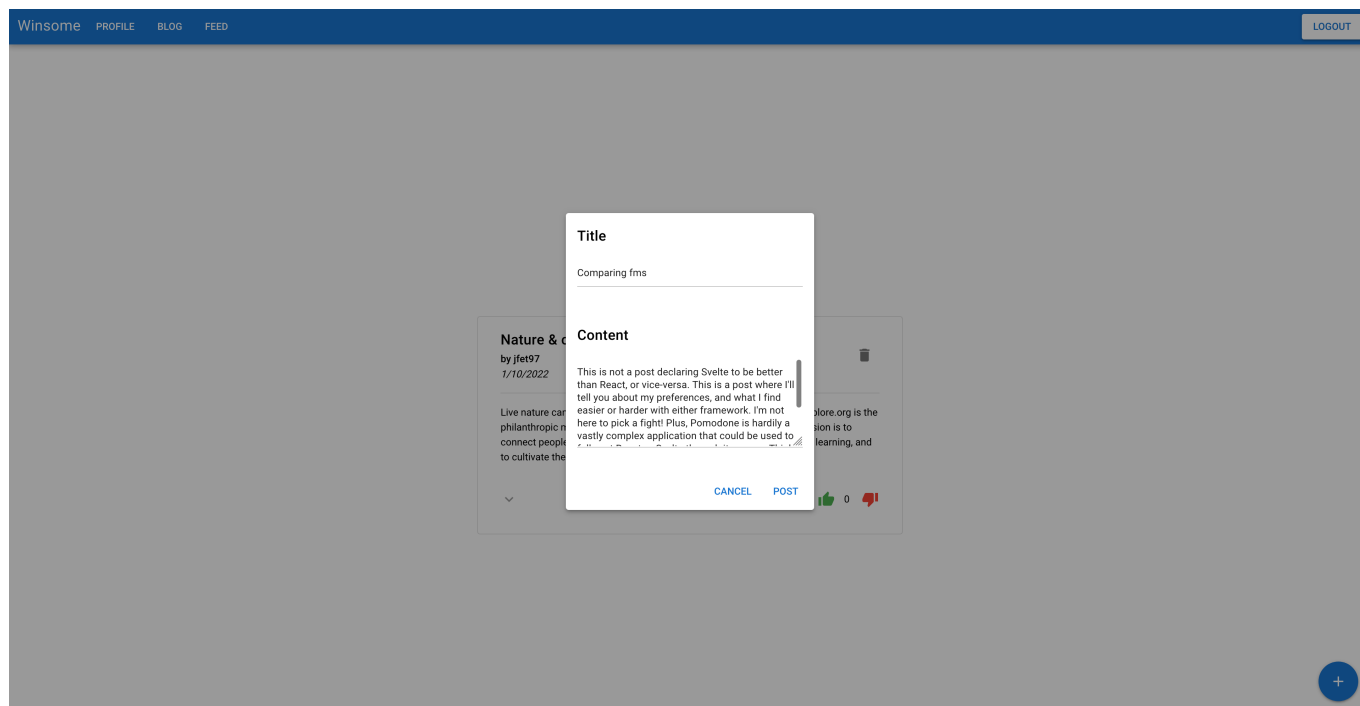 Winsome PROFILE BLOG FEED LOGOUT
Title
Comparing fms
Content
This is not a post declaring Svelte to be better
than React, or vice-versa. This is a post where I'll
tell you about my preferences, and what I find
easier or harder with either framework. I'm not
here to pick a fight! Plus, Pomodone is hardily a
vastly complex application that could be used to
CANCEL POST
Nature &
by jfet97
1/10/2022
Live nature
plore.org is the
philanthropic
sion is to
connect people
learning, and
to cultivate the
0
+